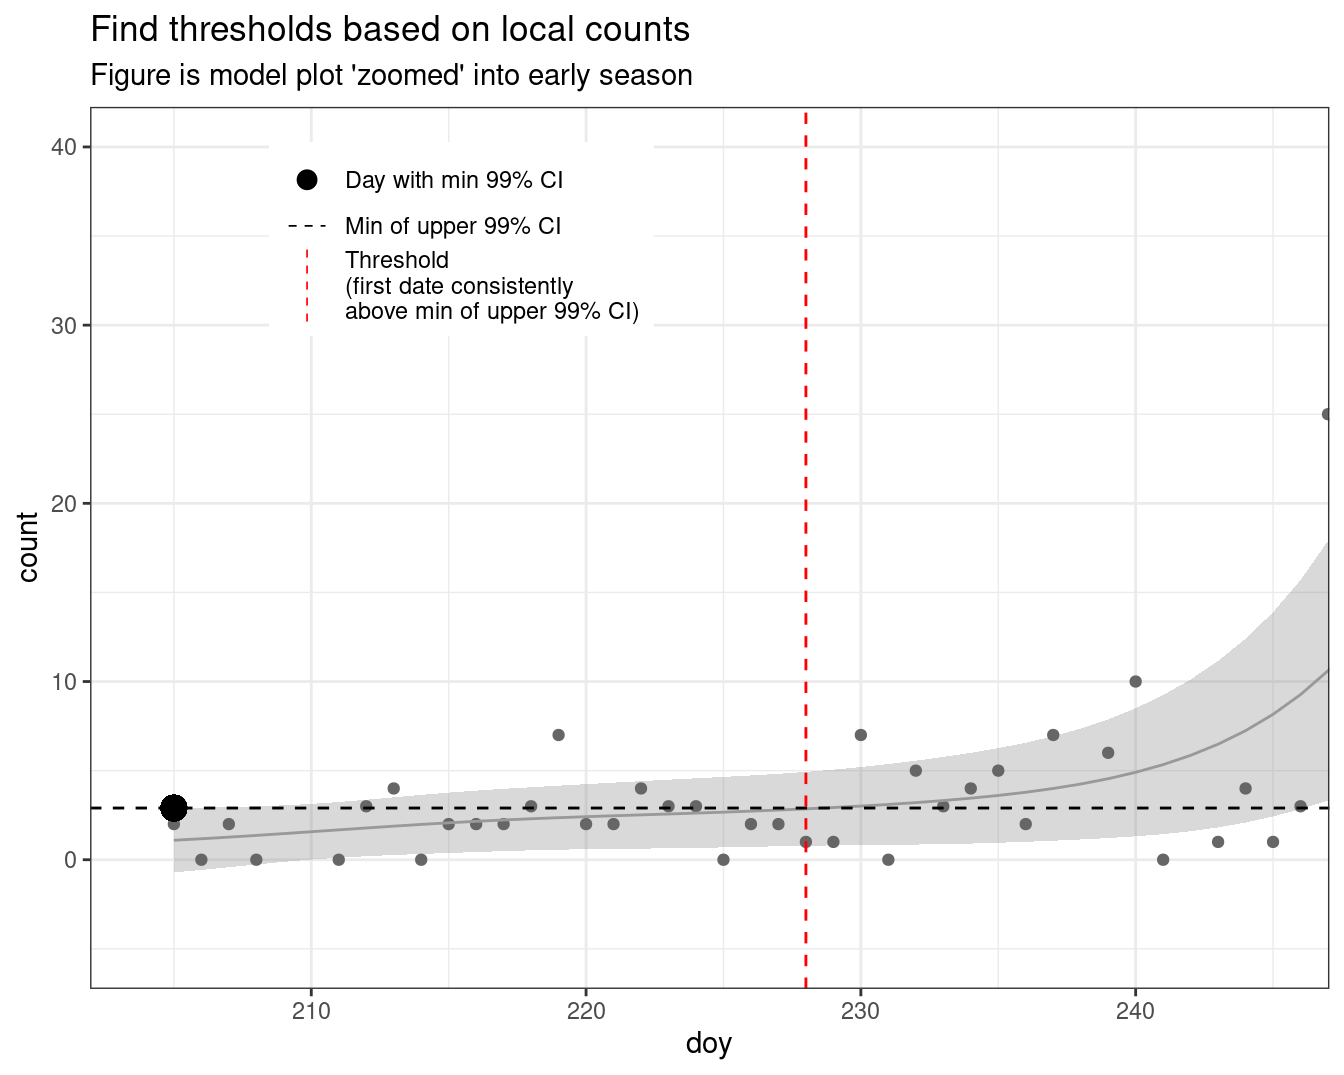 Find thresholds based on local counts
Figure is model plot 'zoomed' into early season
40
30
20
10
0
count
Day with min 99% CI
Min of upper 99% CI
Threshold
(first date consistently
above min of upper 99% CI)
210
220
230
240
doy